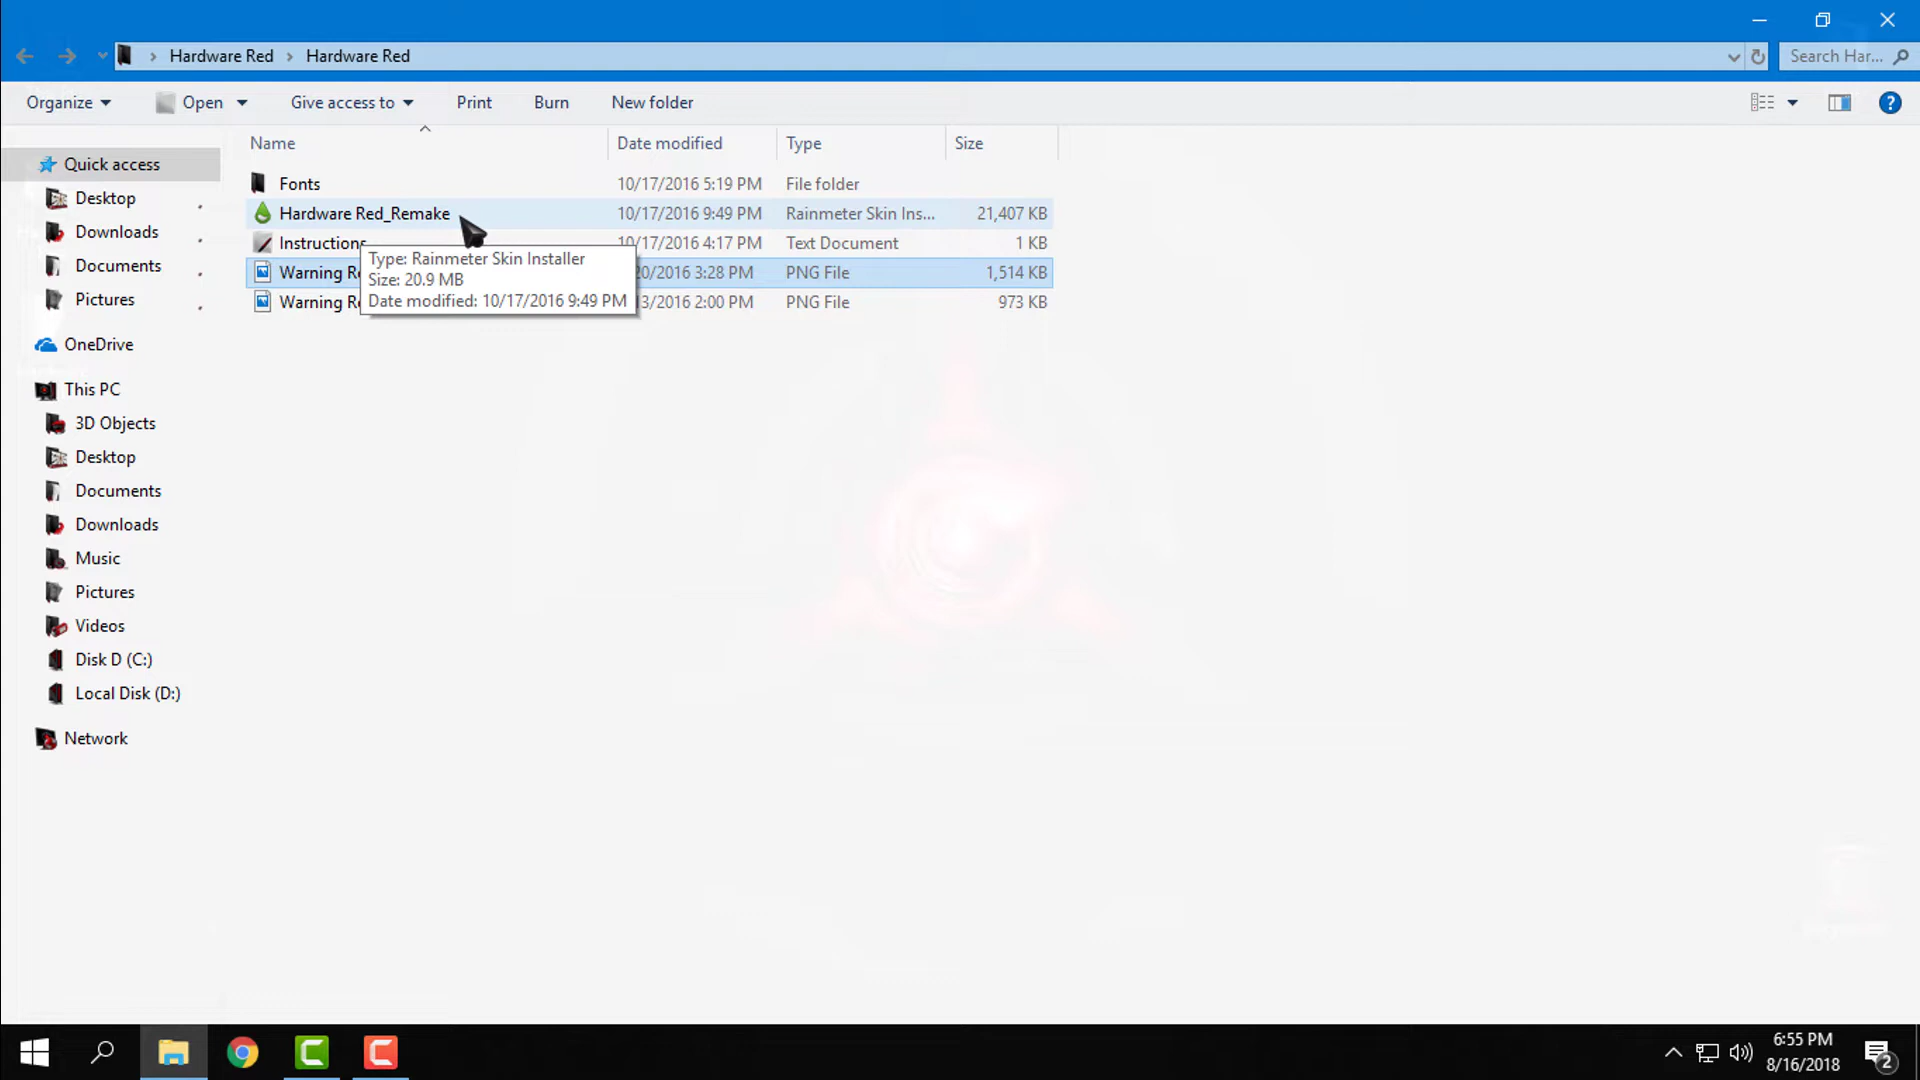 Hardware Red › Hardware Red
Search Har...
Organize Open Give access to Print Burn New folder
Name Date modified Type Size
Quick access
Desktop
Downloads
Documents
Pictures
OneDrive
This PC
3D Objects
Desktop
Documents
Downloads
Music
Pictures
Videos
Disk D (C:)
Local Disk (D:)
Network
Fonts 10/17/2016 5:19 PM File folder
Hardware Red_Remake 10/17/2016 9:49 PM Rainmeter Skin Ins... 21,407 KB
Instructions 10/17/2016 4:17 PM Text Document 1 KB
Warning 3:28 PM PNG File 1,514 KB
Warning 2:00 PM PNG File 973 KB
Type: Rainmeter Skin Installer
Size: 20.9 MB
Date modified: 10/17/2016 9:49 PM
6:55 PM
8/16/2018
2